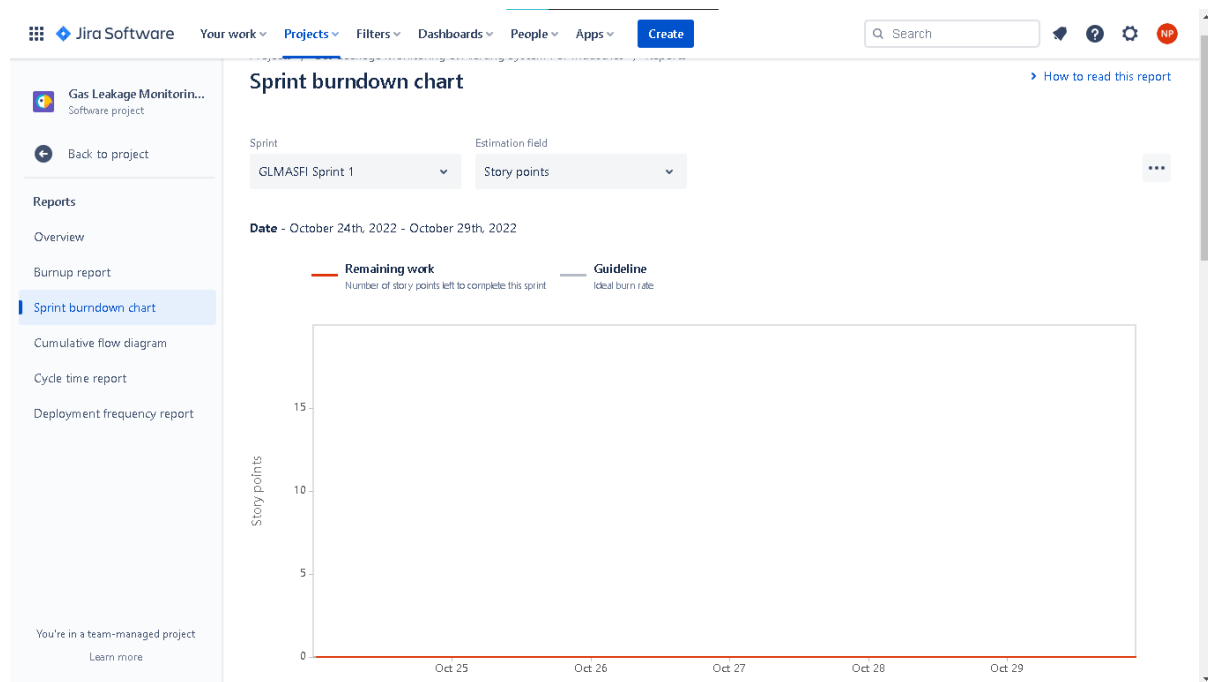 Jira Software Your work Projects Filters Dashboards People Apps Create Search NP
Sprint burndown chart
How to read this report
Gas Leakage Monitorin...
Software project
Back to project
Reports
Overview
Burnup report
Sprint burndown chart
Cumulative flow diagram
Cycle time report
Deployment frequency report
You're in a team-managed project
Learn more
Sprint Estimation field
GLMASFI Sprint 1 Story points
Date - October 24th, 2022 - October 29th, 2022
Remaining work
Number of story points left to complete this sprint
Guideline
Ideal burn rate
Story points
15
10
5
0
Oct 25 Oct 26 Oct 27 Oct 28 Oct 29